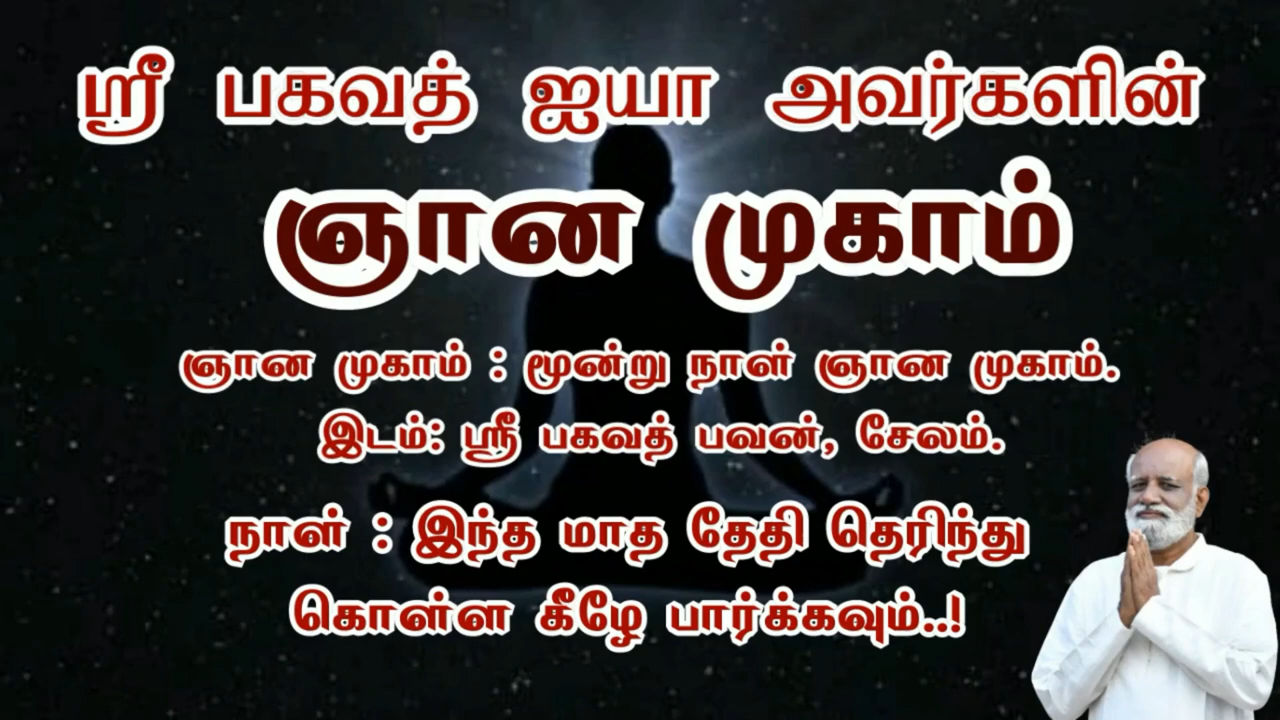 ஸ்ரீ பகவத் ஐயா அவர்களின்
ஞான முகாம்
ஞான முகாம் : மூன்று நாள் ஞான முகாம்.
இடம்: ஸ்ரீ பகவத் பவன், சேலம்.
நாள் : இந்த மாத தேதி தெரிந்து
கொள்ள கீழே பார்க்கவும்..!